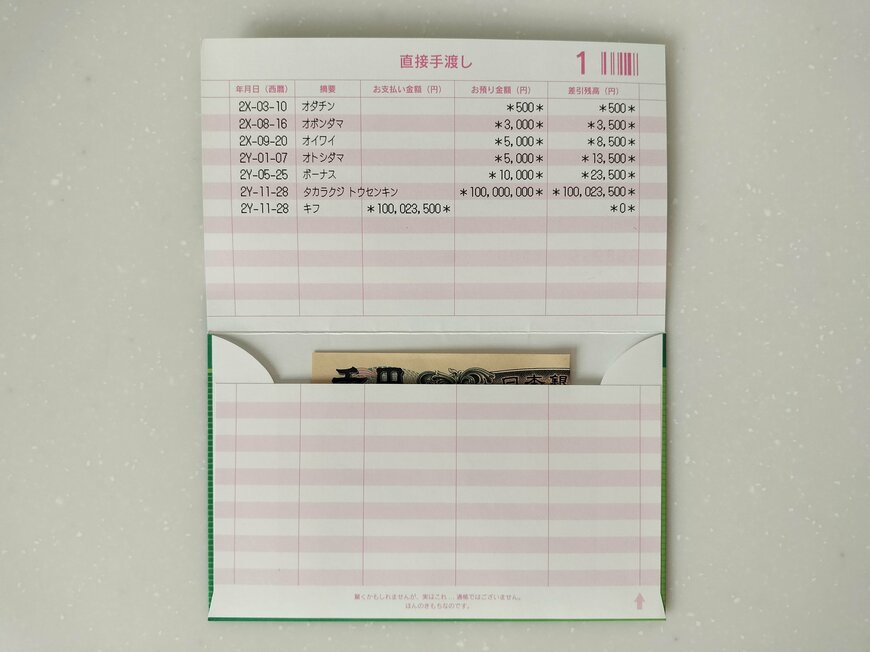 直接手渡し
1
年月日（西暦） 摘要 お支払い金額（円） お預り金額（円） 差引残高（円）
2X-03-10 オダチン *500* *500*
2X-08-16 オボンダマ *3,000* *3,500*
2X-09-20 オイワイ *5,000* *8,500*
2Y-01-07 オトシダマ *5,000* *13,500*
2Y-05-25 ボーナス *10,000* *23,500*
2Y-11-28 タカラクジ トウセンキン *100,000,000* *100,023,500*
2Y-11-28 キフ *100,023,500* *0*
千円 日本銀
驚くかもしれませんが、実はこれ…通帳ではございません。
ほんのきもちなのです。